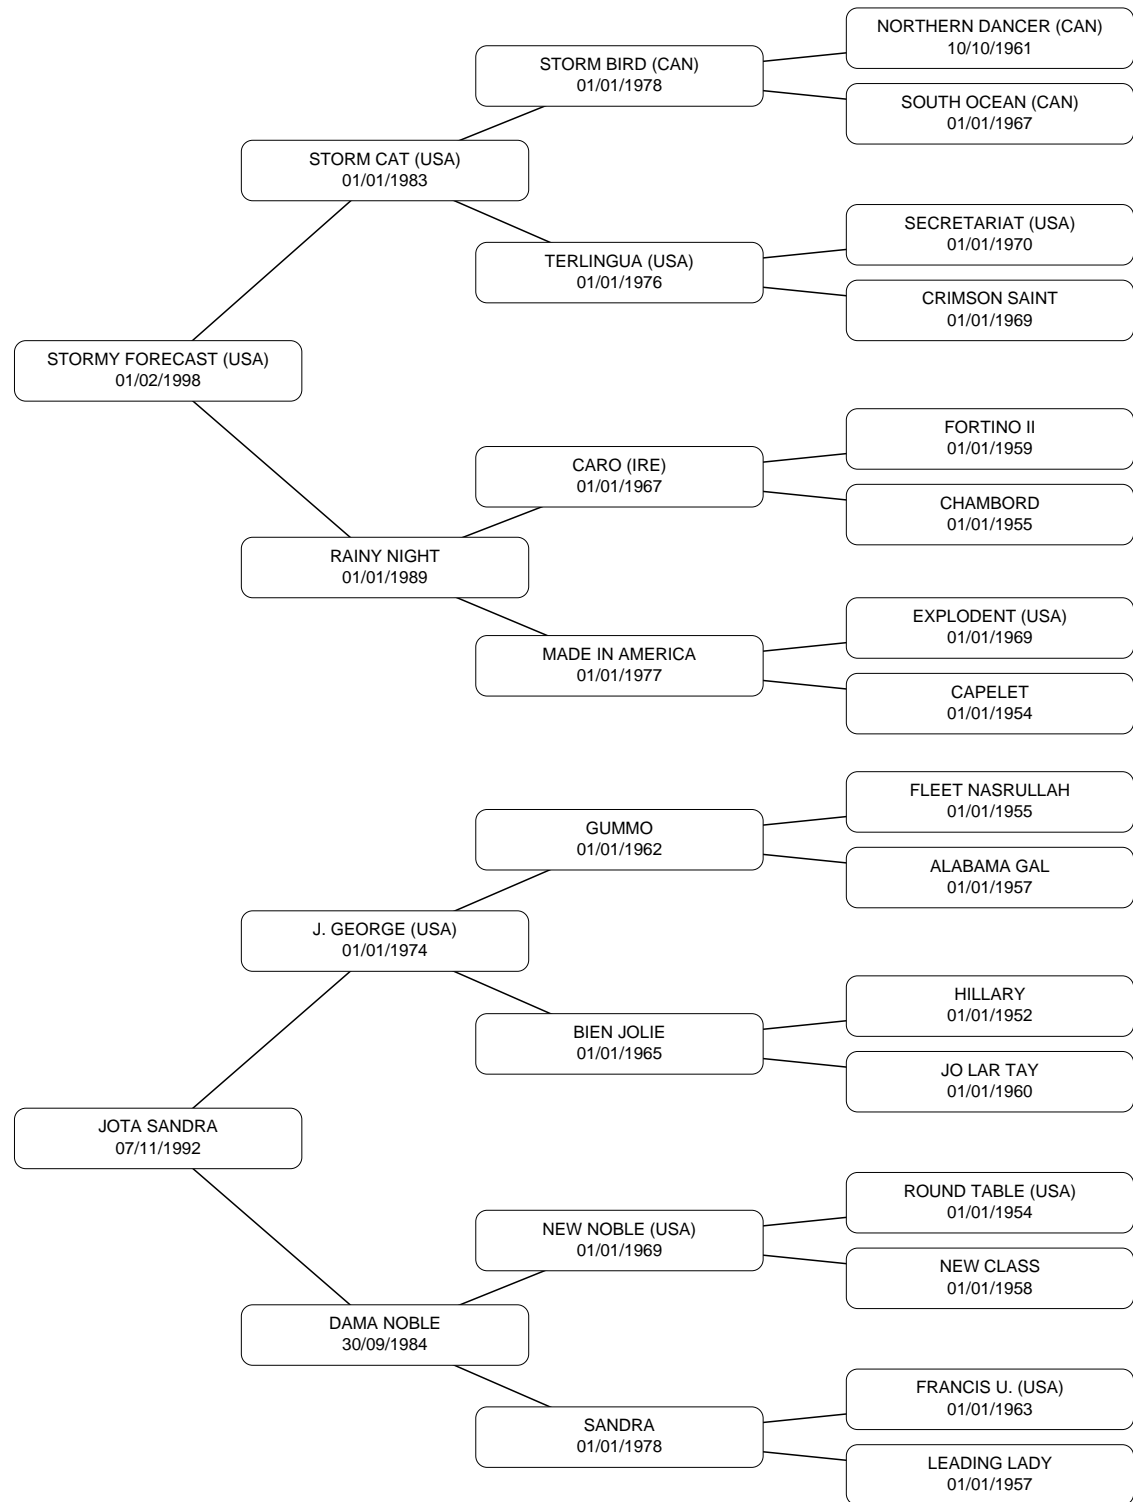 NORTHERN DANCER (CAN)
10/10/1961
STORM BIRD (CAN)
01/01/1978
SOUTH OCEAN (CAN)
01/01/1967
STORM CAT (USA)
01/01/1983
SECRETARIAT (USA)
01/01/1970
TERLINGUA (USA)
01/01/1976
CRIMSON SAINT
01/01/1969
STORMY FORECAST (USA)
01/02/1998
FORTINO II
01/01/1959
CARO (IRE)
01/01/1967
CHAMBORD
01/01/1955
RAINY NIGHT
01/01/1989
EXPLODENT (USA)
01/01/1969
MADE IN AMERICA
01/01/1977
CAPELET
01/01/1954
FLEET NASRULLAH
01/01/1955
GUMMO
01/01/1962
ALABAMA GAL
01/01/1957
J. GEORGE (USA)
01/01/1974
HILLARY
01/01/1952
BIEN JOLIE
01/01/1965
JO LAR TAY
01/01/1960
JOTA SANDRA
07/11/1992
ROUND TABLE (USA)
01/01/1954
NEW NOBLE (USA)
01/01/1969
NEW CLASS
01/01/1958
DAMA NOBLE
30/09/1984
FRANCIS U. (USA)
01/01/1963
SANDRA
01/01/1978
LEADING LADY
01/01/1957